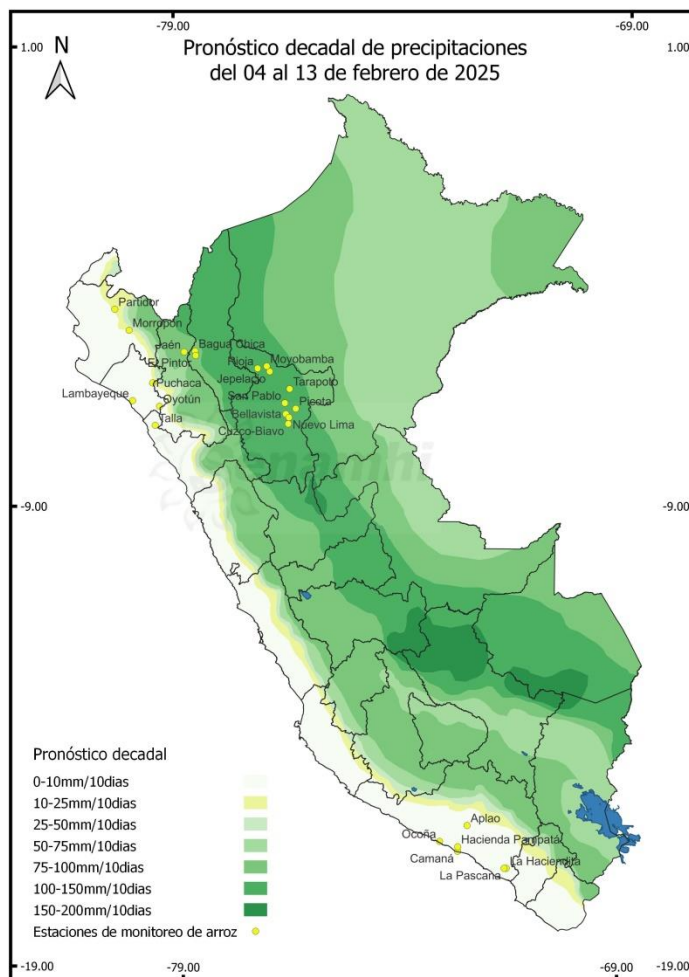 -79.00
-69.00
1.00
1.00
N
Pronóstico decadal de precipitaciones
del 04 al 13 de febrero de 2025
Partidor
Morropón
Jaén
Bagua Chica
El Pintor
Rioja
Moyobamba
Jepelacio
Tarapoto
Puchaca
San Pablo
Picota
Lambayeque
Oyotún
Bellavista
Talla
Nuevo Lima
Cuzco-Biavo
senamhi
-9.00
-9.00
Pronóstico decadal
0-10mm/10dias
10-25mm/10dias
25-50mm/10dias
50-75mm/10dias
75-100mm/10dias
100-150mm/10dias
150-200mm/10dias
Estaciones de monitoreo de arroz
Aplao
Ocoña
Hacienda Pampata
Camaná
La Haciendita
La Pascana
-19.00
-19.00
-79.00
-69.00